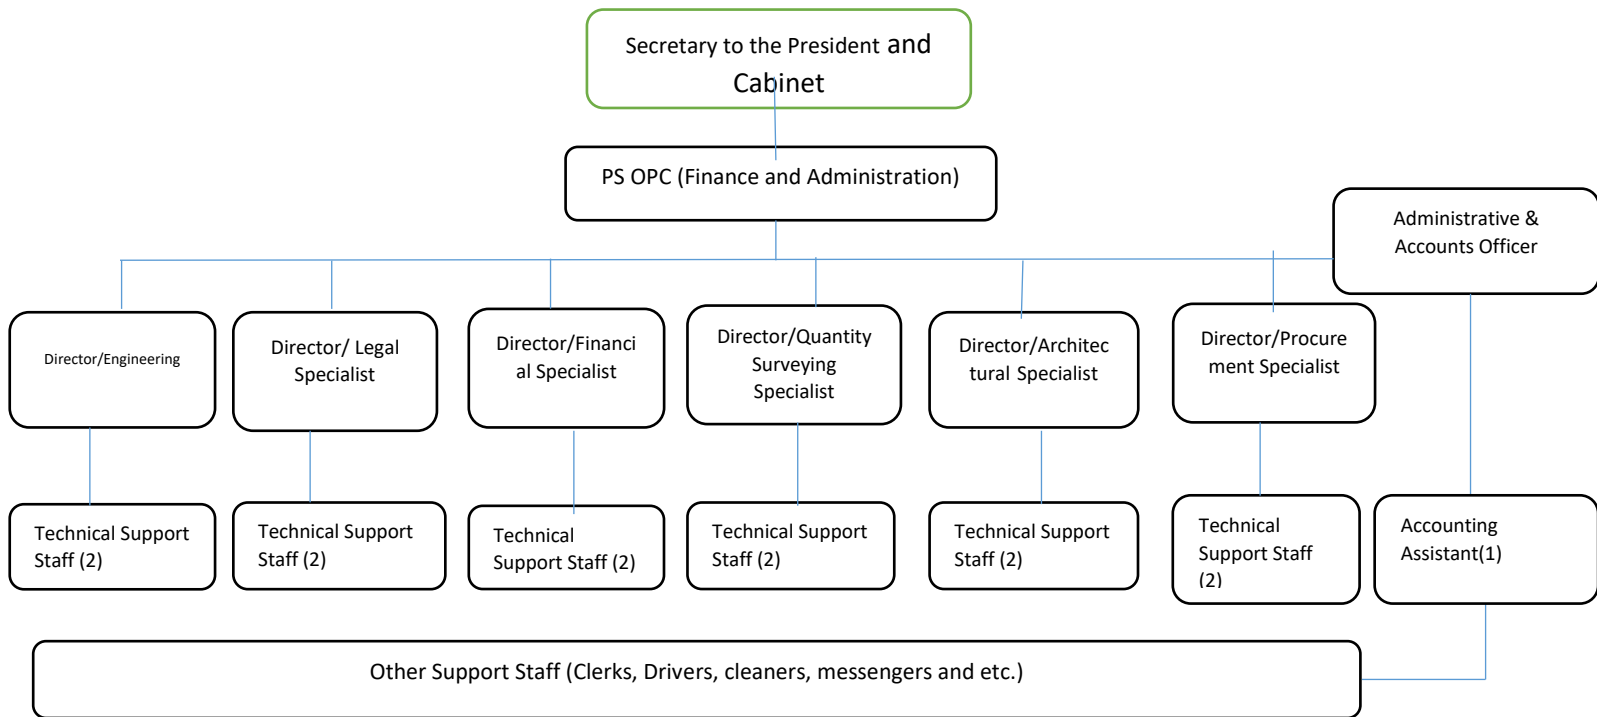 Secretary to the President and
Cabinet
PS OPC (Finance and Administration)
Administrative &
Accounts Officer
Director/Engineering
Director/ Legal
Specialist
Director/Financi
al Specialist
Director/Quantity
Surveying
Specialist
Director/Architec
tural Specialist
Director/Procure
ment Specialist
Technical Support
Staff (2)
Technical Support
Staff (2)
Technical
Support Staff (2)
Technical Support
Staff (2)
Technical Support
Staff (2)
Technical
Support Staff
(2)
Accounting
Assistant(1)
Other Support Staff (Clerks, Drivers, cleaners, messengers and etc.)